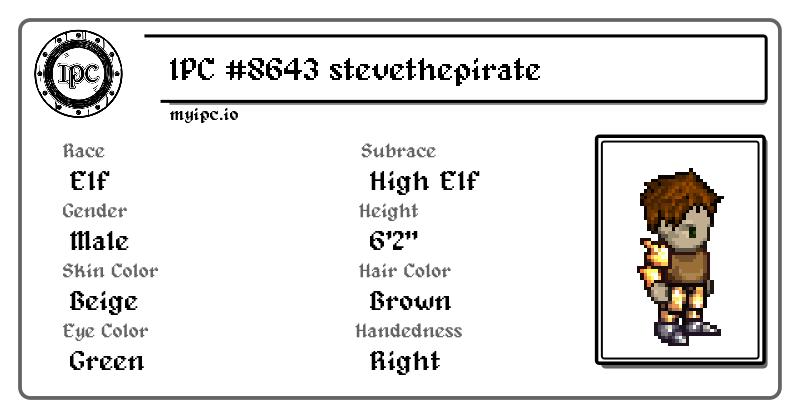 IPC
IPC #8643 stevethepirate
myipc.io
Race
Elf
Subrace
High Elf
Gender
Male
Height
6'2"
Skin Color
Beige
Hair Color
Brown
Eye Color
Green
Handedness
Right